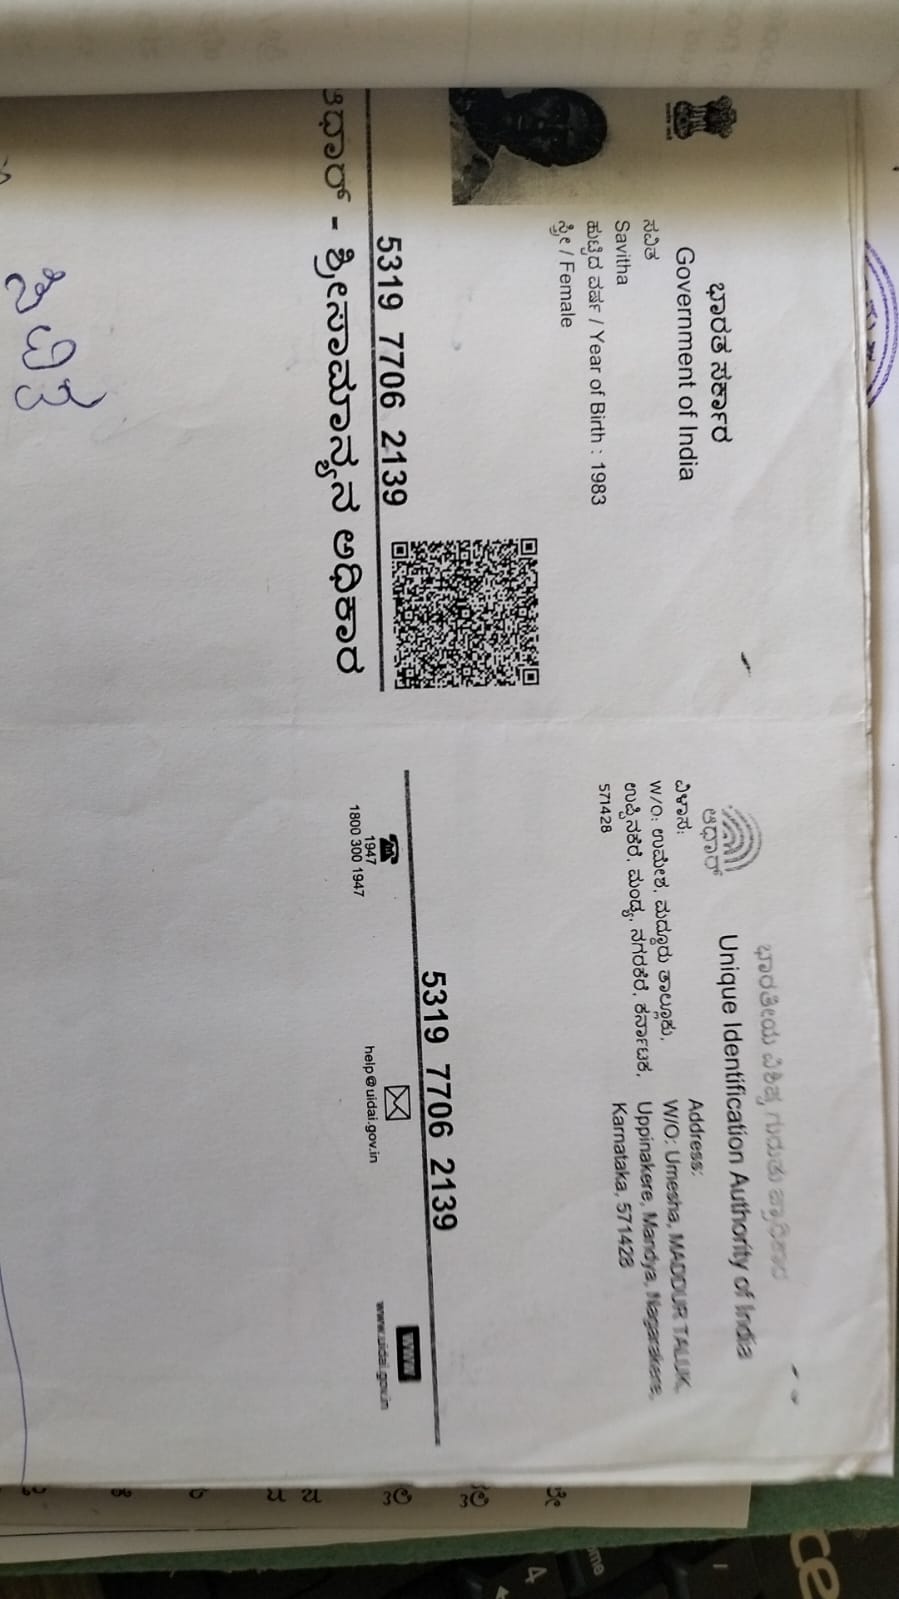 ಭಾರತ ಸರ್ಕಾರ
Government of India
ಸವಿತ
Savitha
ಹುಟ್ಟಿದ ವರ್ಷ / Year of Birth : 1983
ಸ್ತ್ರೀ / Female
5319 7706 2139
ಆಧಾರ್ - ಶ್ರೀಸಾಮಾನ್ಯನ ಅಧಿಕಾರ
ಭಾರತೀಯ ವಿಶಿಷ್ಟ ಗುರುತು ಪ್ರಾಧಿಕಾರ
Unique Identification Authority of India
ಆಧಾರ್
ವಿಳಾಸ:
W/O: ಉಮೇಶ, ಮದ್ದೂರು ತಾಲ್ಲೂಕು,
ಉಪ್ಪಿನಕೆರೆ, ಮಂಡ್ಯ, ನಗರಕೆರೆ, ಕರ್ನಾಟಕ,
571428
Address:
W/O: Umesha, MADDUR TALUK,
Uppinakere, Mandya, Nagarakere,
Karnataka, 571428
5319 7706 2139
1947
1800 300 1947
help@uidai.gov.in
www
www.uidai.gov.in
ome
4